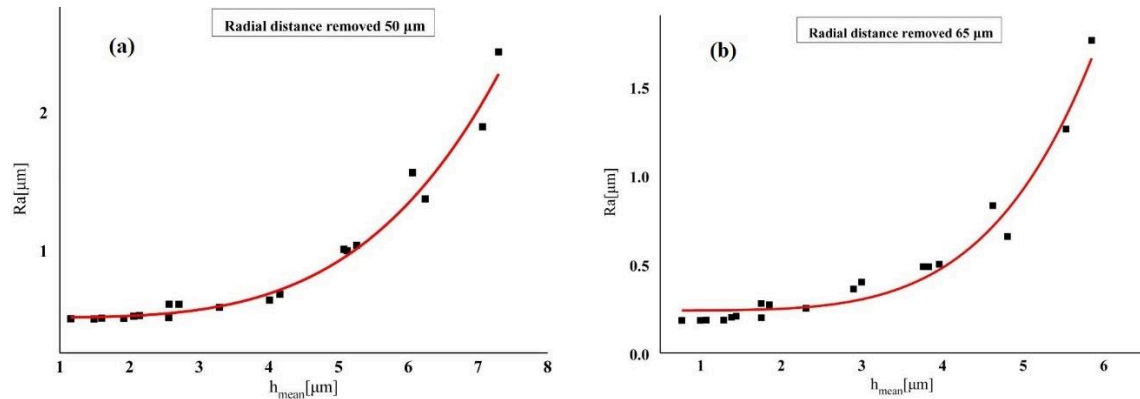 Radial distance removed 50 μm
(a)
2
1
Ra[μm]
1 2 3 4 5 6 7 8
hmean[μm]
Radial distance removed 65 μm
(b)
1.5
1.0
0.5
0.0
Ra[μm]
1 2 3 4 5 6
hmean[μm]